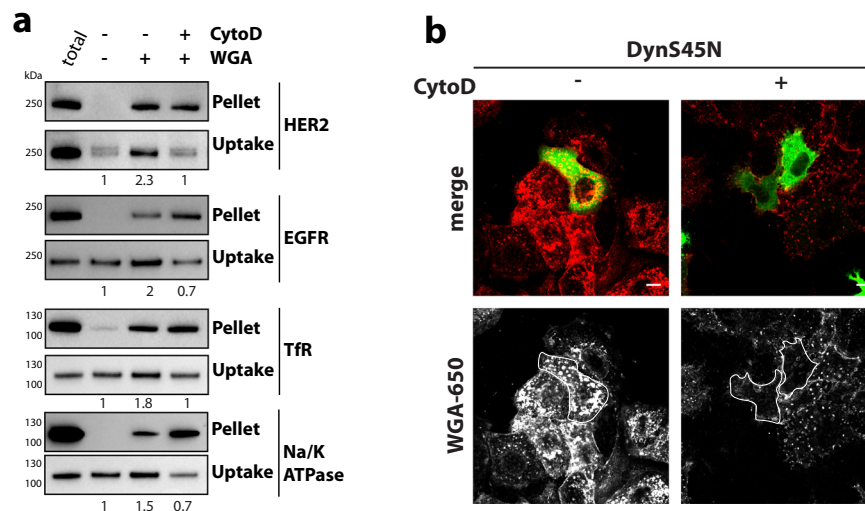 a
total - - + CytoD
- + + WGA
kDa
250 Pellet
HER2
250 Uptake
1 2.3 1
250 Pellet
EGFR
250 Uptake
1 2 0.7
130
100 Pellet
TfR
130
100 Uptake
1 1.8 1
130
100 Pellet
Na/K
ATPase
130
100 Uptake
1 1.5 0.7
b
DynS45N
CytoD - +
merge
WGA-650